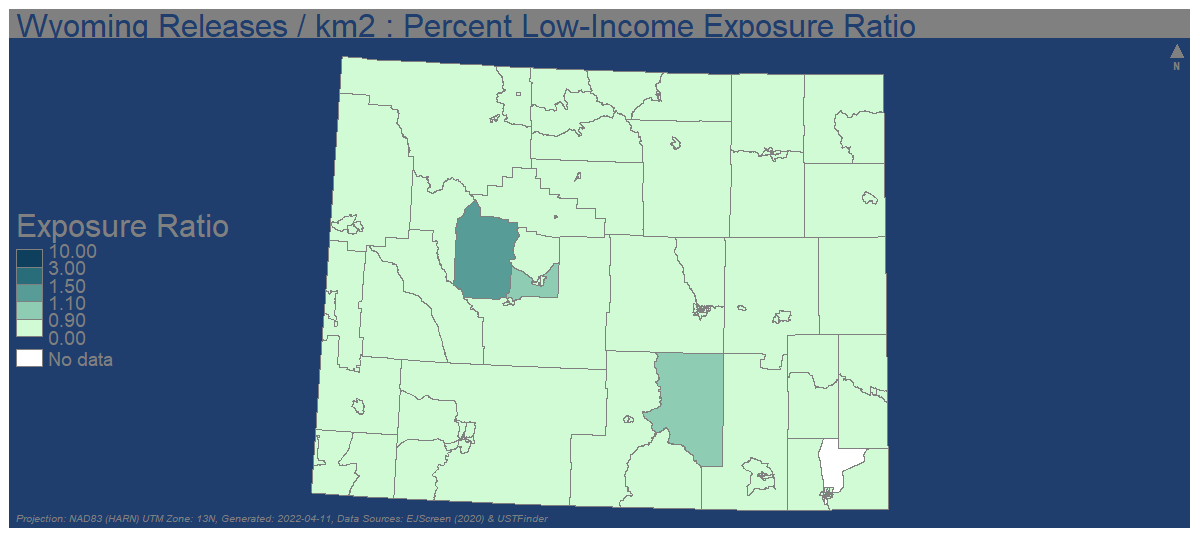 Wyoming Releases / km2 : Percent Low-Income Exposure Ratio
N
Exposure Ratio
10.00
3.00
1.50
1.10
0.90
0.00
No data
Projection: NAD83 (HARN) UTM Zone: 13N, Generated: 2022-04-11, Data Sources: EJScreen (2020) & USTFinder